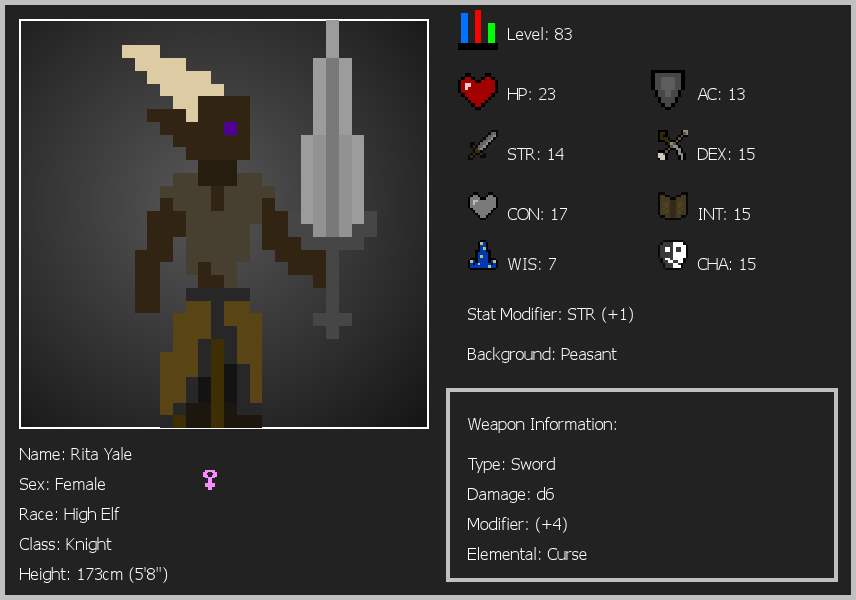 Level: 83
HP: 23
AC: 13
STR: 14
DEX: 15
CON: 17
INT: 15
WIS: 7
CHA: 15
Stat Modifier: STR (+1)
Background: Peasant
Weapon Information:
Type: Sword
Damage: d6
Modifier: (+4)
Elemental: Curse
Name: Rita Yale
Sex: Female
Race: High Elf
Class: Knight
Height: 173cm (5'8")